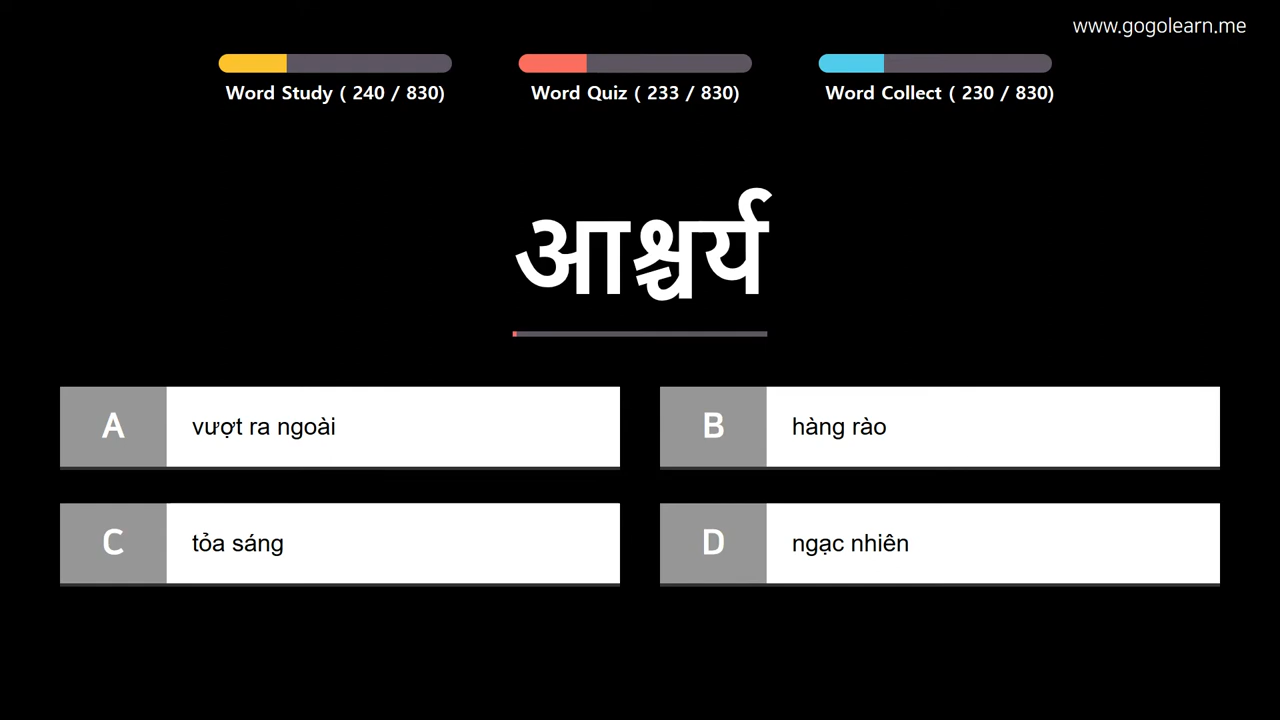 www.gogolearn.me
Word Study ( 240 / 830)
Word Quiz ( 233 / 830)
Word Collect ( 230 / 830)
आश्चर्य
A vượt ra ngoài
B hàng rào
C tỏa sáng
D ngạc nhiên